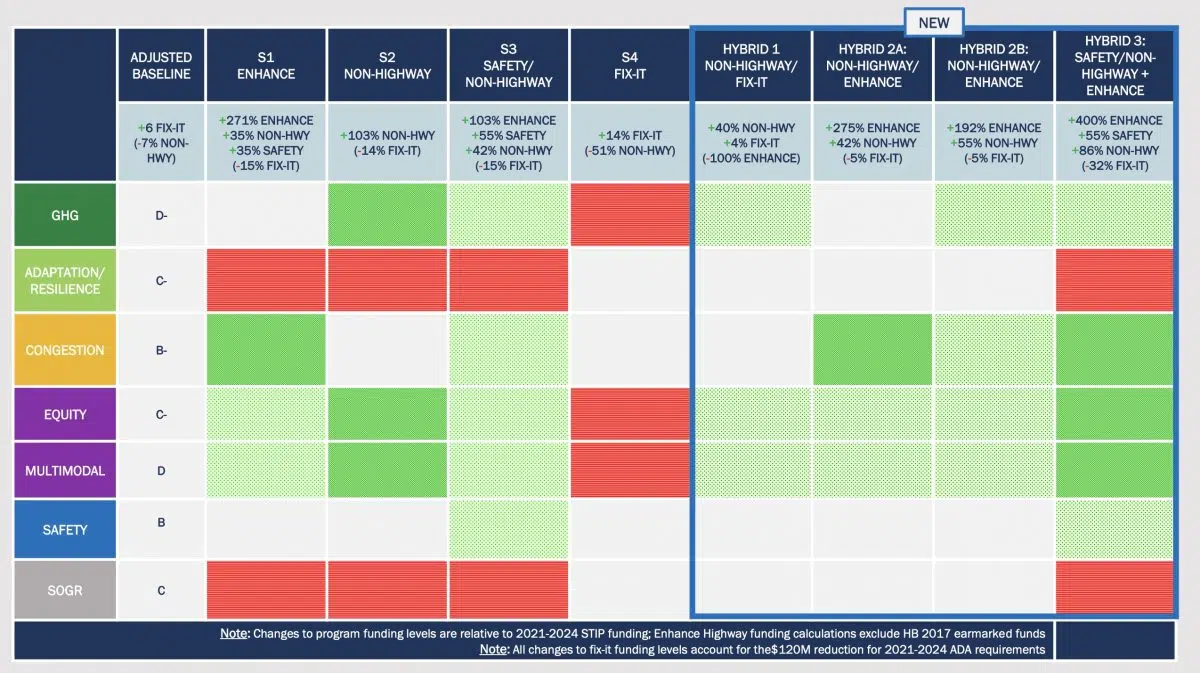 NEW
ADJUSTED
BASELINE
S1
ENHANCE
S2
NON-HIGHWAY
S3
SAFETY/
NON-HIGHWAY
S4
FIX-IT
HYBRID 1
NON-HIGHWAY/
FIX-IT
HYBRID 2A:
NON-HIGHWAY/
ENHANCE
HYBRID 2B:
NON-HIGHWAY/
ENHANCE
HYBRID 3:
SAFETY/NON-
HIGHWAY +
ENHANCE
+6 FIX-IT
(-7% NON-
HWY)
+271% ENHANCE
+35% NON-HWY
+35% SAFETY
(-15% FIX-IT)
+103% NON-HWY
(-14% FIX-IT)
+103% ENHANCE
+55% SAFETY
+42% NON-HWY
(-15% FIX-IT)
+14% FIX-IT
(-51% NON-HWY)
+40% NON-HWY
+4% FIX-IT
(-100% ENHANCE)
+275% ENHANCE
+42% NON-HWY
(-5% FIX-IT)
+192% ENHANCE
+55% NON-HWY
(-5% FIX-IT)
+400% ENHANCE
+55% SAFETY
+86% NON-HWY
(-32% FIX-IT)
GHG
D-
ADAPTATION/
RESILIENCE
C-
CONGESTION
B-
EQUITY
C-
MULTIMODAL
D
SAFETY
B
SOGR
C
Note: Changes to program funding levels are relative to 2021-2024 STIP funding; Enhance Highway funding calculations exclude HB 2017 earmarked funds
Note: All changes to fix-it funding levels account for the$120M reduction for 2021-2024 ADA requirements